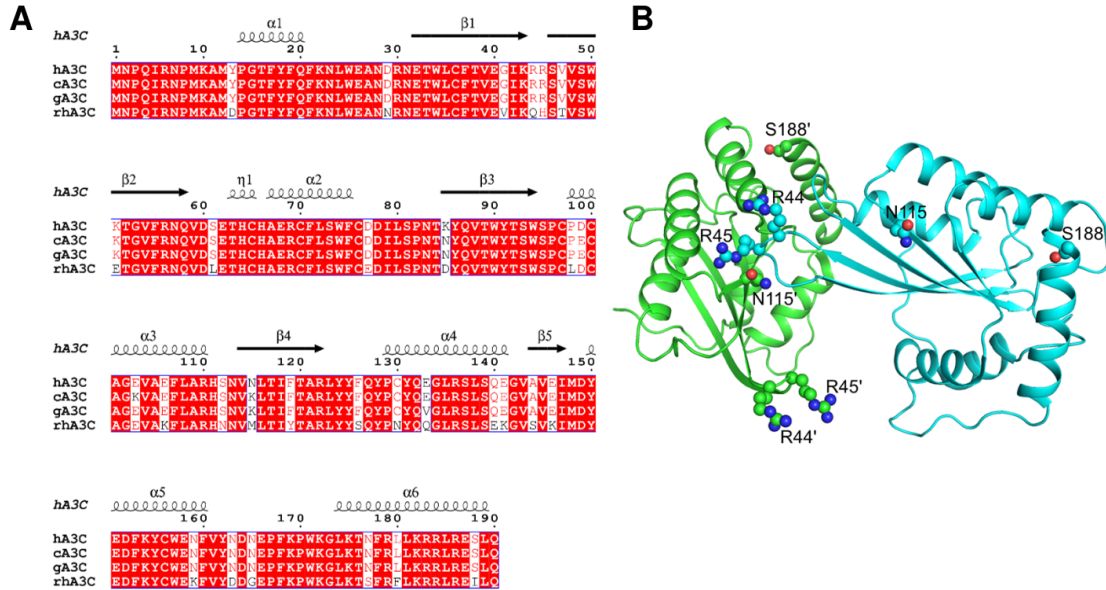 A
B
hA3C
α1
β1
1 10 20 30 40 50
hA3C MNPQIRNPMKAMYPGTFYFQFKNLWEANDRNETWLCFTVEGIKRRSVVSW
cA3C MNPQIRNPMKAMYPGTFYFQFKNLWEANDRNETWLCFTVEGIKRRSVVSW
gA3C MNPQIRNPMKAMYPGTFYFQFKNLWEANDRNETWLCFTVEGIKRRSVVSW
rhA3C MNPQIRNPMKAMDPGTFYFQFKNLWEANNRNETWLCFTVEVIKQHSTVSW
hA3C
β2 η1 α2 β3
60 70 80 90 100
hA3C KTGVFRNQVDSETHCHAERCFLSWFCDDILSPNTKYQVTWYTSWSPCPDC
cA3C KTGVFRNQVDSETHCHAERCFLSWFCDDILSPNTNYQVTWYTSWSPCPEC
gA3C KTGVFRNQVDSETHCHAERCFLSWFCDDILSPNTNYQVTWYTSWSPCPEC
rhA3C ETGVFRNQVDLETHCHAERCFLSWFCEDILSPNTDYQVTWYTSWSPCLDC
hA3C
α3 β4 α4 β5
110 120 130 140 150
hA3C AGEVAEFLARHSNVNLTIFTARLYYFQYPCYQEGLRSLSQEGVAVEIMDY
cA3C AGKVAEFLARHSNVKLTIFTARLYYFQYPCYQEGLRSLSQEGVAVEIMDY
gA3C AGEVAEFLARHSNVKLTIFTARLYYFQYPCYQVGLRSLSQEGVAVEIMDY
rhA3C AGEVAKFLARHNNVMLTIFTARLYYSQYPNYQQGLRSLSEKGVSVKIMDY
hA3C
α5 α6
160 170 180 190
hA3C EDFKYCWENFVYNDNEPFKPWKGLKTNFRLLKRRLRESLQ
cA3C EDFKYCWENFVYNDNEPFKPWKGLKTNFRLLKRRLRESLQ
gA3C EDFKYCWENFVYNDNEPFKPWKGLKTNFRLLKRRLRESLQ
rhA3C EDFKYCWEKFVYDDGEPFKPWKGLKTSFRFLKRRLREILQ
S188'
R44
R45
N115'
N115
S188
R45'
R44'